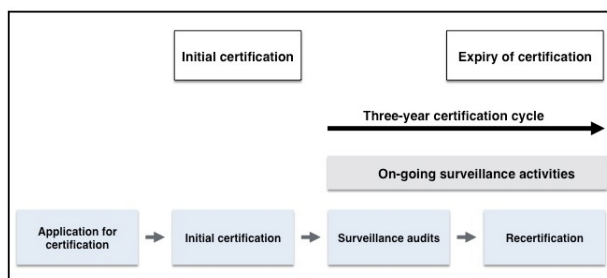 Initial certification
Expiry of certification
Three-year certification cycle
On-going surveillance activities
Application for
certification
Initial certification
Surveillance audits
Recertification